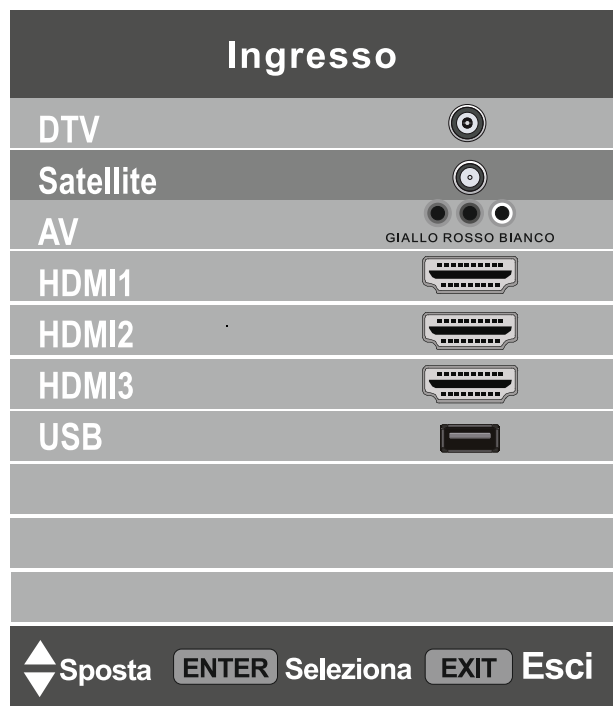 Ingresso
DTV
Satellite
AV
GIALLO ROSSO BIANCO
HDMI1
HDMI2
HDMI3
USB
Sposta ENTER Seleziona EXIT Esci